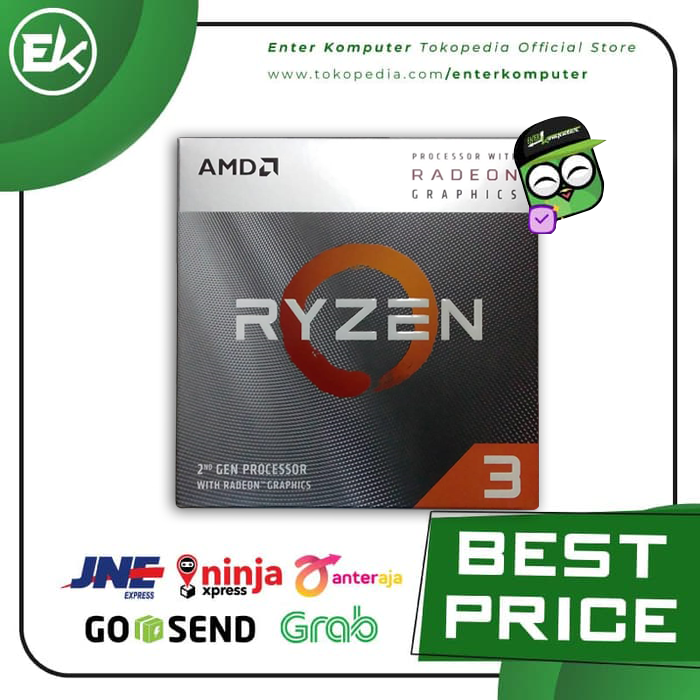 EK
Enter Komputer Tokopedia Official Store
www.tokopedia.com/enterkomputer
AMD
PROCESSOR WITH
RADEON
GRAPHICS
RYZEN
2ND GEN PROCESSOR
WITH RADEON™ GRAPHICS
3
JNE
EXPRESS
ninja
xpress
anteraja
GO SEND
Grab
BEST
PRICE